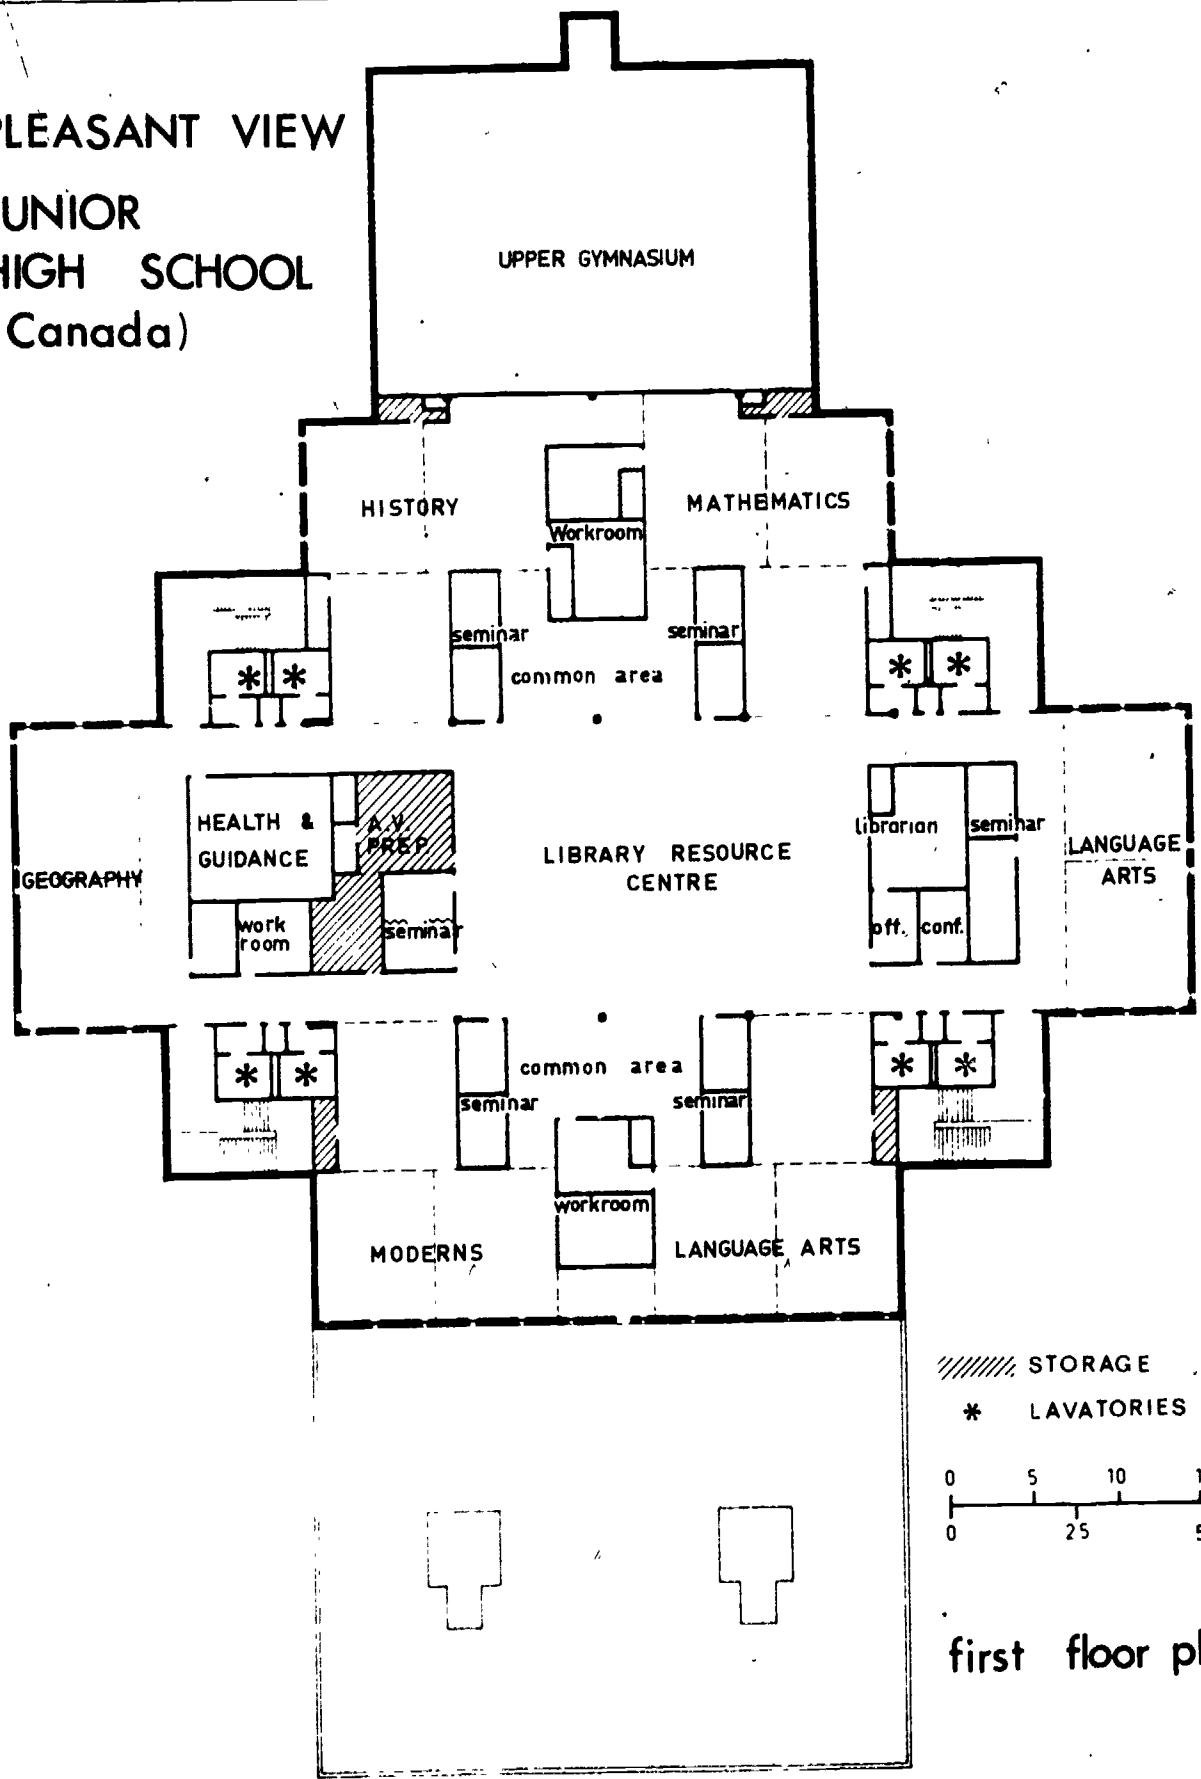 PLEASANT VIEW
UNIOR
HIGH SCHOOL
Canada)
UPPER GYMNASIUM
HISTORY
MATHEMATICS
Workroom
seminar
seminar
common area
* *
* *
HEALTH &
GUIDANCE
A.V.
PREP
GEOGRAPHY
work
room
seminar
LIBRARY RESOURCE
CENTRE
librarian
seminar
off.
conf.
LANGUAGE
ARTS
common area
seminar
seminar
* *
* *
workroom
MODERNS
LANGUAGE ARTS
STORAGE
* LAVATORIES
0 5 10
0 25
first floor